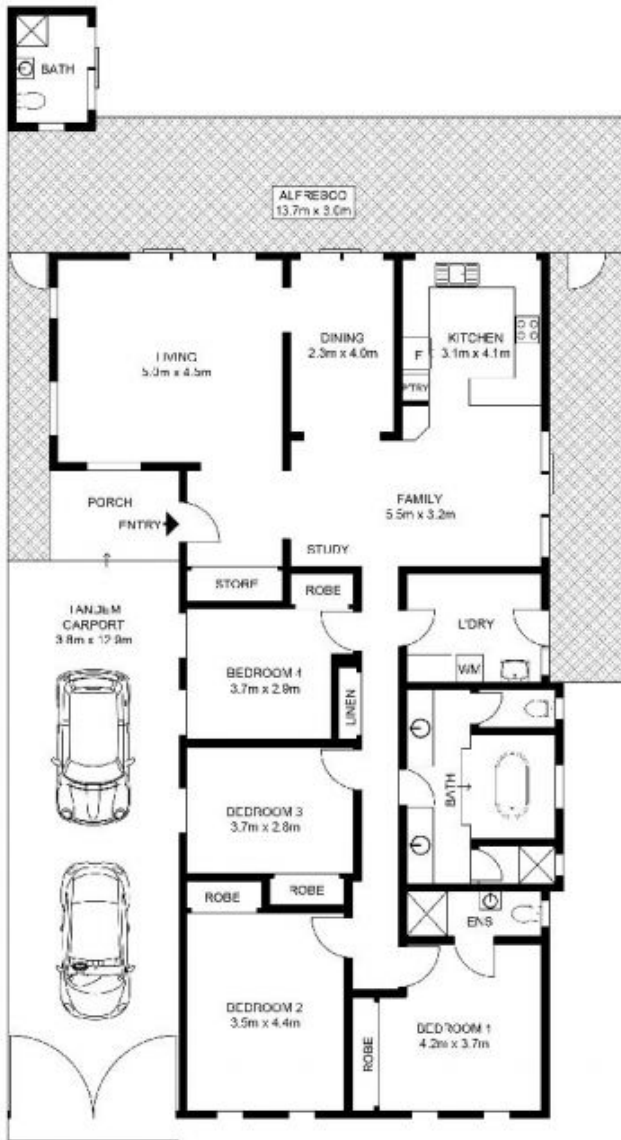 BATH
ALFRESCO
13.7m x 3.0m
LIVING
5.0m x 4.5m
DINING
2.3m x 4.0m
KITCHEN
3.1m x 4.1m
F
P'TRY
PORCH
ENTRY
FAMILY
5.5m x 3.2m
STUDY
STORE
ROBE
TANDEM
CARPORT
3.8m x 12.9m
L'DRY
WM
BEDROOM 4
3.7m x 2.9m
LINEN
BATH
BEDROOM 3
3.7m x 2.8m
ROBE
ROBE
ENS
BEDROOM 2
3.5m x 4.4m
ROBE
BEDROOM 1
4.2m x 3.7m